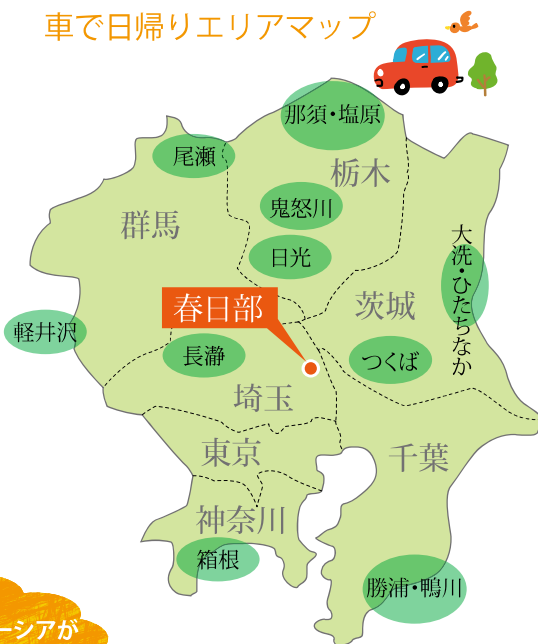 車で日帰りエリアマップ
那須・塩原
尾瀬
栃木
鬼怒川
群馬
日光
大洗・ひたちなか
春日部
茨城
軽井沢
長瀞
つくば
埼玉
東京
千葉
神奈川
箱根
勝浦・鴨川
ーシアが